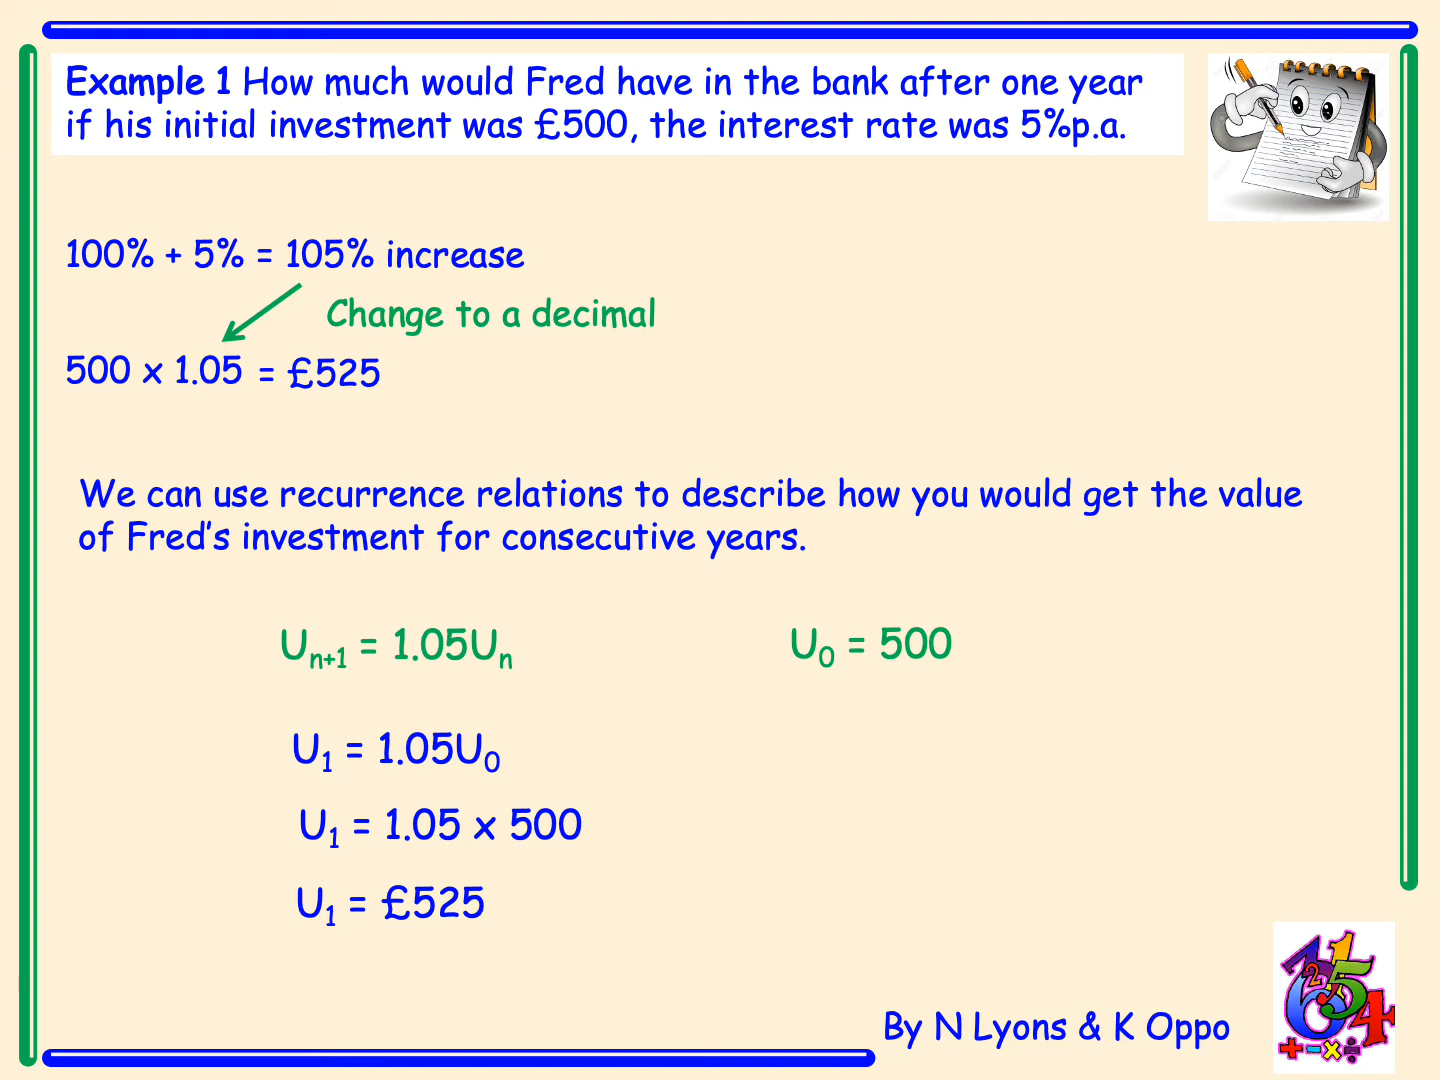 Example 1 How much would Fred have in the bank after one year
if his initial investment was £500, the interest rate was 5%p.a.
100% + 5% = 105% increase
Change to a decimal
500 x 1.05 = £525
We can use recurrence relations to describe how you would get the value
of Fred’s investment for consecutive years.
Uₙ₊₁ = 1.05Uₙ U₀ = 500
U₁ = 1.05U₀
U₁ = 1.05 x 500
U₁ = £525
By N Lyons & K Oppo